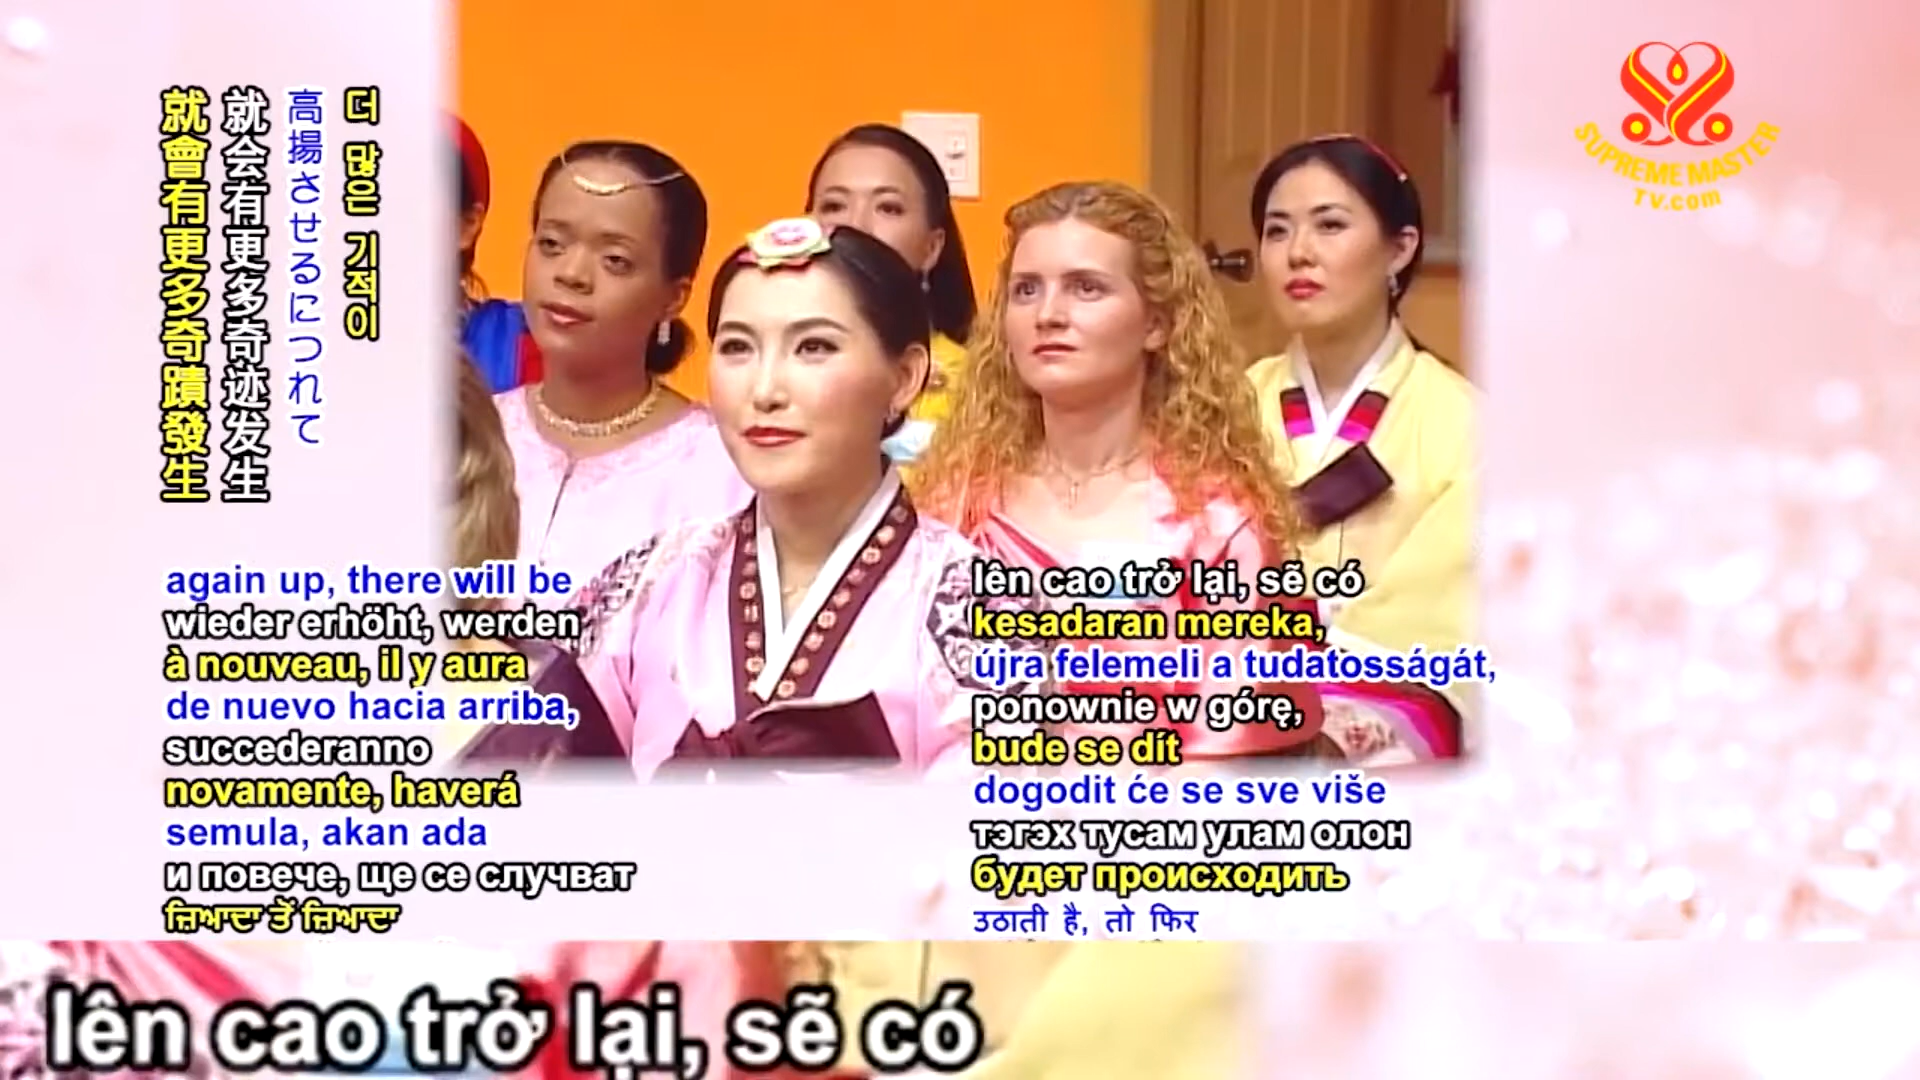 더 많은 기적이
高揚させるにつれて
就会有更多奇迹发生
就會有更多奇蹟發生
SUPREME MASTER
TV.com
again up, there will be
wieder erhöht, werden
à nouveau, il y aura
de nuevo hacia arriba,
succederanno
novamente, haverá
semula, akan ada
и повече, ще се случват
ਜ਼ਿਆਦਾ ਤੋਂ ਜ਼ਿਆਦਾ
lên cao trở lại, sẽ có
kesadaran mereka,
újra felemeli a tudatosságát,
ponownie w górę,
bude se dít
dogodit će se sve više
тэгэх тусам улам олон
будет происходить
उठाती है, तो फिर
lên cao trở lại, sẽ có